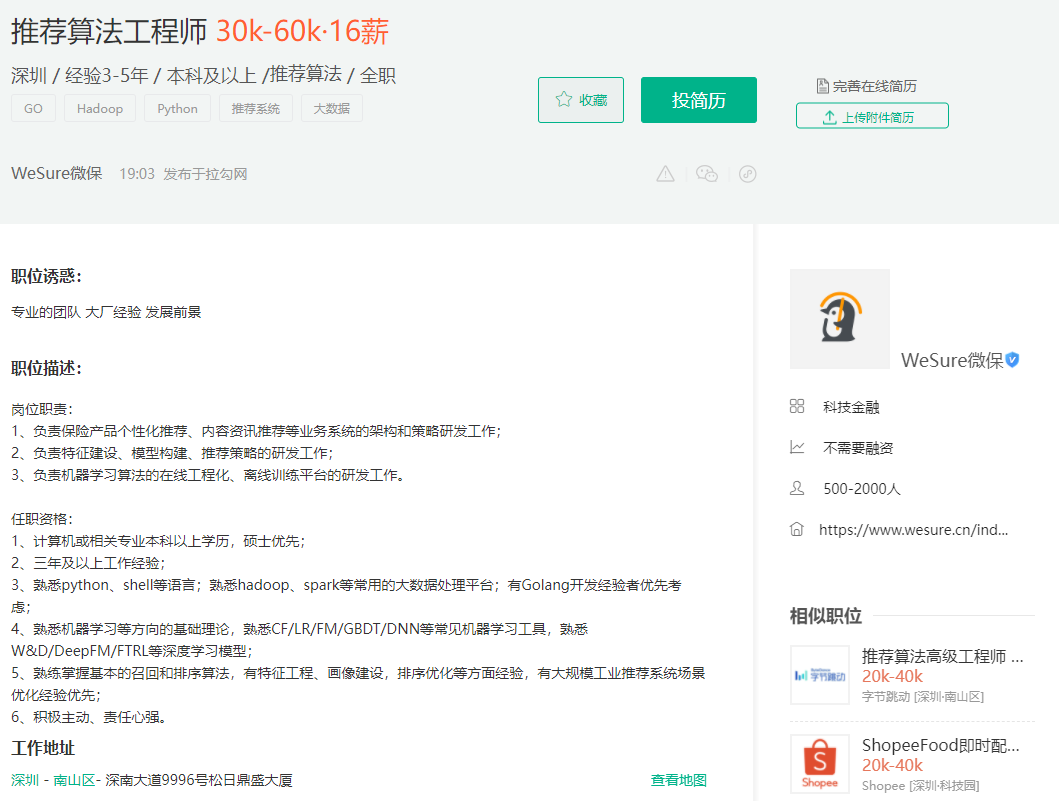 推荐算法工程师 30k-60k·16薪
深圳 / 经验3-5年 / 本科及以上 /推荐算法 / 全职
GO Hadoop Python 推荐系统 大数据
收藏
投简历
完善在线简历
上传附件简历
WeSure微保 19:03 发布于拉勾网
职位诱惑：
专业的团队 大厂经验 发展前景
职位描述：
岗位职责：
1、负责保险产品个性化推荐、内容资讯推荐等业务系统的架构和策略研发工作；
2、负责特征建设、模型构建、推荐策略的研发工作；
3、负责机器学习算法的在线工程化、离线训练平台的研发工作。
任职资格：
1、计算机或相关专业本科以上学历，硕士优先；
2、三年及以上工作经验；
3、熟悉python、shell等语言；熟悉hadoop、spark等常用的大数据处理平台；有Golang开发经验者优先考
虑；
4、熟悉机器学习等方向的基础理论，熟悉CF/LR/FM/GBDT/DNN等常见机器学习工具，熟悉
W&D/DeepFM/FTRL等深度学习模型；
5、熟练掌握基本的召回和排序算法，有特征工程、画像建设，排序优化等方面经验，有大规模工业推荐系统场景
优化经验优先；
6、积极主动、责任心强。
工作地址
深圳 - 南山区- 深南大道9996号松日鼎盛大厦
查看地图
WeSure微保
科技金融
不需要融资
500-2000人
https://www.wesure.cn/ind...
相似职位
字节跳动
推荐算法高级工程师 ...
20k-40k
字节跳动 [深圳·南山区]
Shopee
ShopeeFood即时配...
20k-40k
Shopee [深圳·科技园]